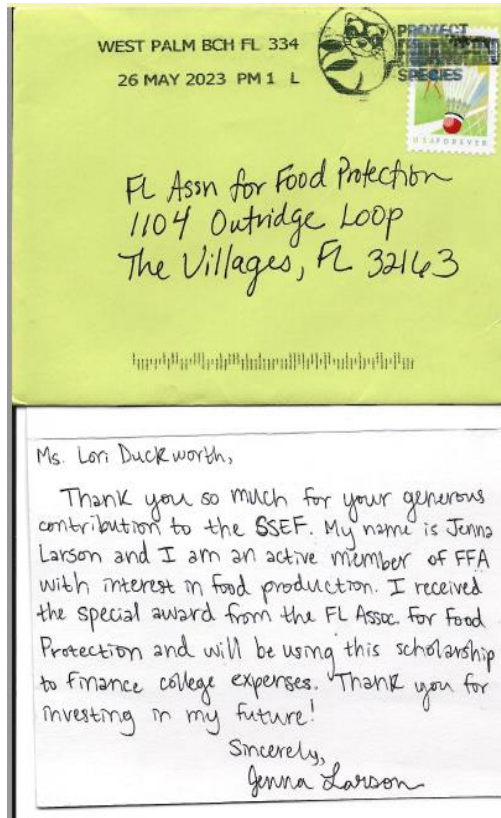 WEST PALM BCH FL 334
26 MAY 2023 PM 1 L
PROTECT
SPECIES
USA FOREVER
FL Assn for Food Protection
1104 Outridge Loop
The Villages, FL 32163
Ms. Lori Duckworth,
Thank you so much for your generous
contribution to the SSEF. My name is Jenna
Larson and I am an active member of FFA
with interest in food production. I received
the special award from the FL Assoc. for Food
Protection and will be using this scholarship
to finance college expenses. Thank you for
investing in my future!
Sincerely,
Jenna Larson